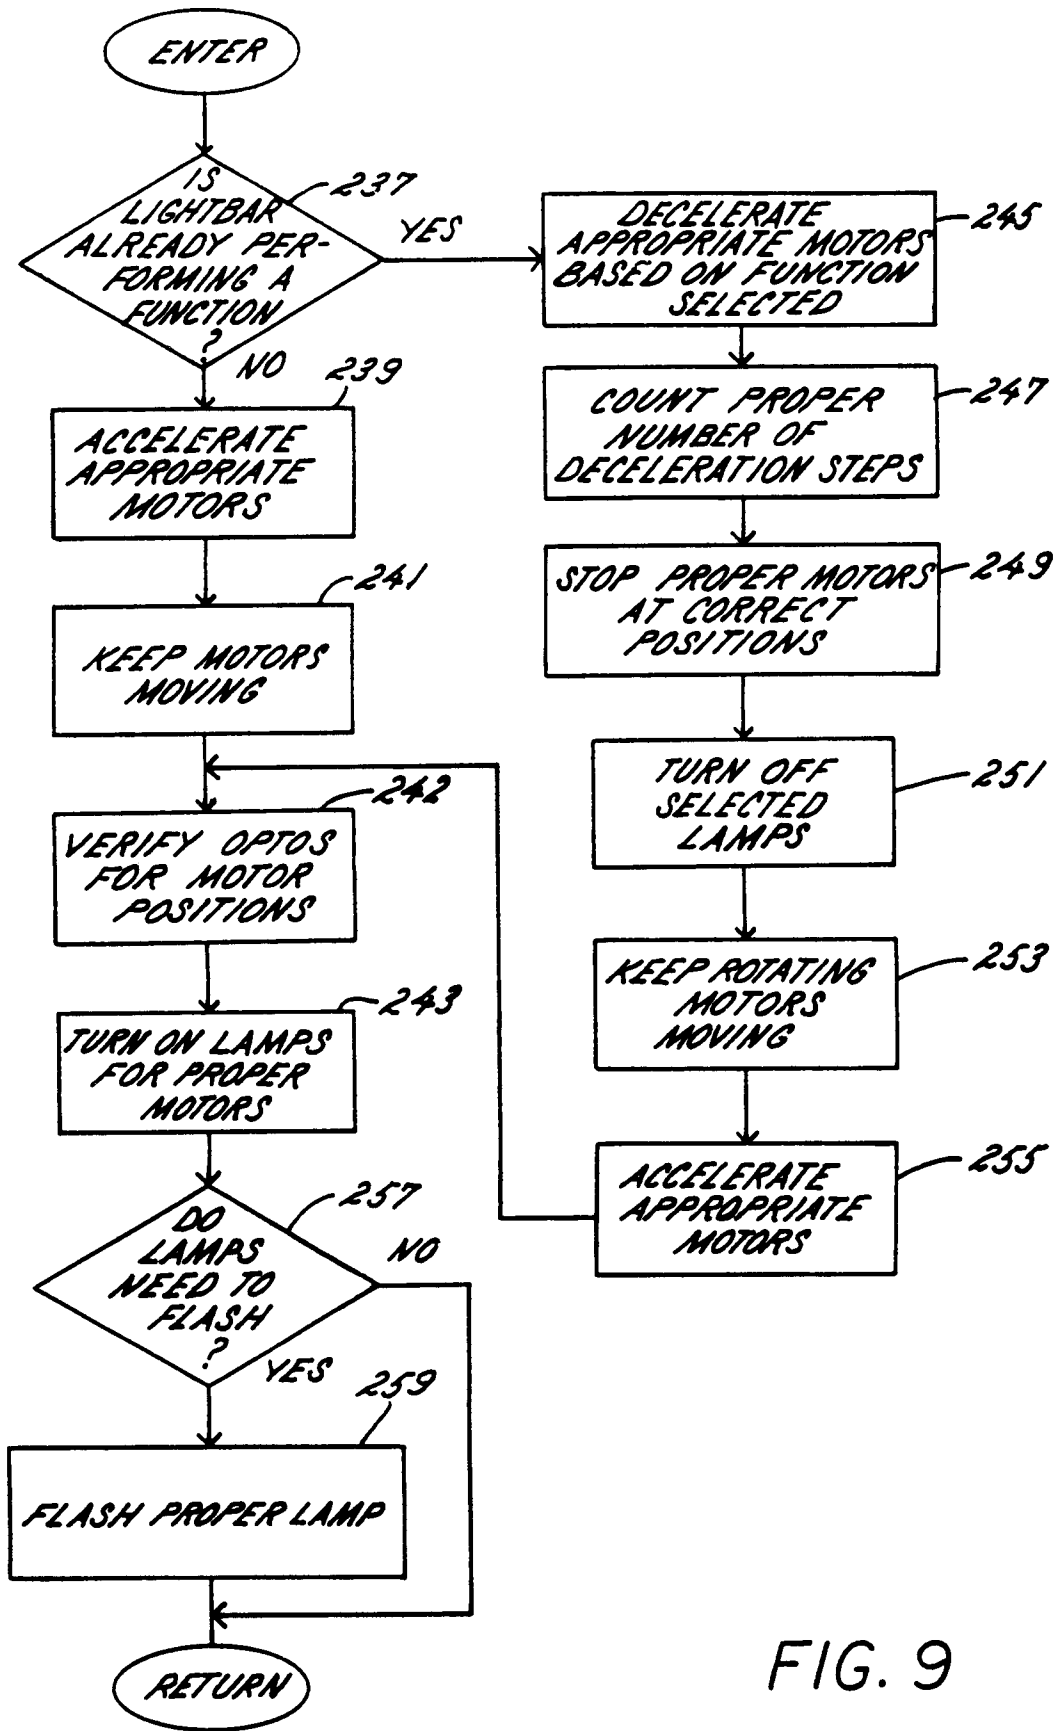 ENTER
IS
LIGHTBAR
ALREADY PER-
FORMING A
FUNCTION
?
237
YES
NO
239
ACCELERATE
APPROPRIATE
MOTORS
241
KEEP MOTORS
MOVING
242
VERIFY OPTOS
FOR MOTOR
POSITIONS
243
TURN ON LAMPS
FOR PROPER
MOTORS
257
DO
LAMPS
NEED TO
FLASH
?
NO
YES
259
FLASH PROPER LAMP
RETURN
DECELERATE
APPROPRIATE MOTORS
BASED ON FUNCTION
SELECTED
245
COUNT PROPER
NUMBER OF
DECELERATION STEPS
247
STOP PROPER MOTORS
AT CORRECT
POSITIONS
249
TURN OFF
SELECTED
LAMPS
251
KEEP ROTATING
MOTORS
MOVING
253
ACCELERATE
APPROPRIATE
MOTORS
255
FIG. 9